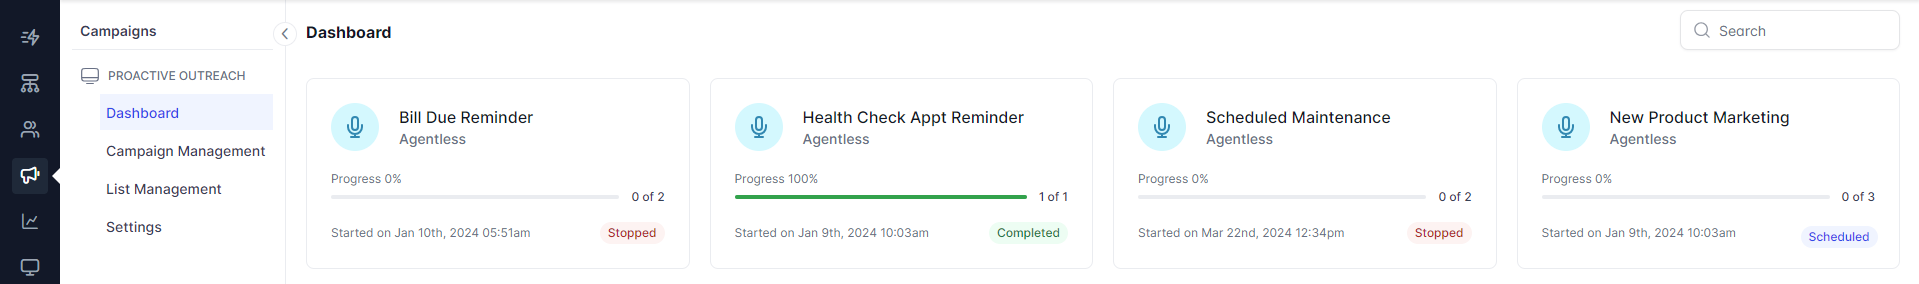 Campaigns
PROACTIVE OUTREACH
Dashboard
Campaign Management
List Management
Settings
Dashboard
Search
Bill Due Reminder
Agentless
Progress 0%
0 of 2
Started on Jan 10th, 2024 05:51am
Stopped
Health Check Appt Reminder
Agentless
Progress 100%
1 of 1
Started on Jan 9th, 2024 10:03am
Completed
Scheduled Maintenance
Agentless
Progress 0%
0 of 2
Started on Mar 22nd, 2024 12:34pm
Stopped
New Product Marketing
Agentless
Progress 0%
0 of 3
Started on Jan 9th, 2024 10:03am
Scheduled